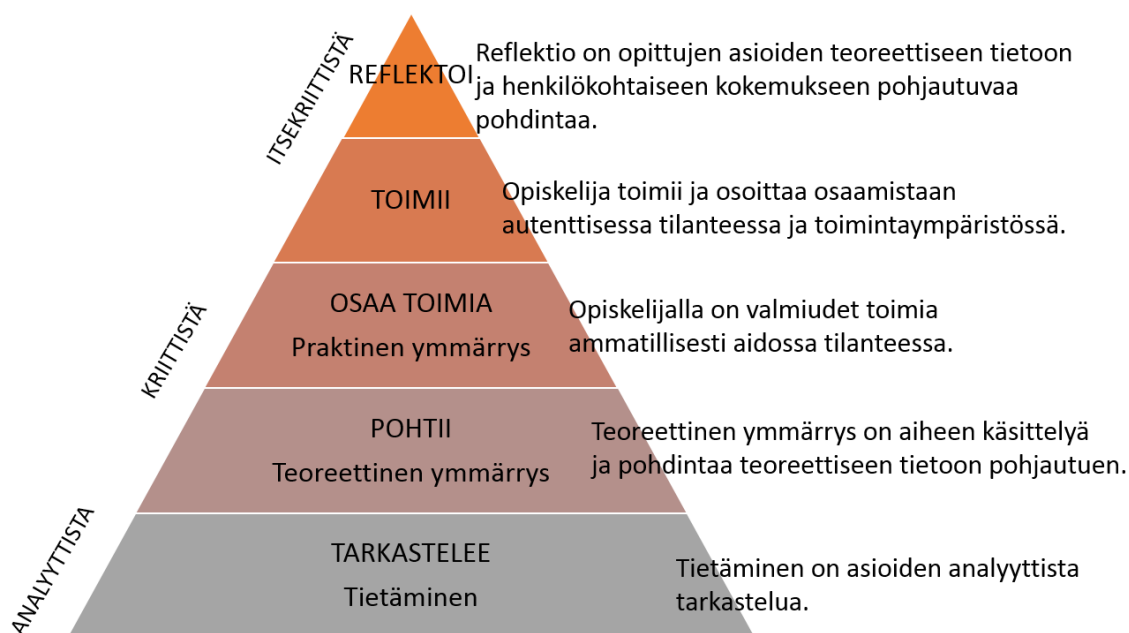 ITSEKRIITTISTÄ
REFLEKTOI
Reflektio on opittujen asioiden teoreettiseen tietoon
ja henkilökohtaiseen kokemukseen pohjautuvaa
pohdintaa.
TOIMII
Opiskelija toimii ja osoittaa osaamistaan
autenttisessa tilanteessa ja toimintaympäristössä.
KRIITTISTÄ
OSAA TOIMIA
Praktinen ymmärrys
Opiskelijalla on valmiudet toimia
ammatillisesti aidossa tilanteessa.
POHTII
Teoreettinen ymmärrys
Teoreettinen ymmärrys on aiheen käsittelyä
ja pohdintaa teoreettiseen tietoon pohjautuen.
ANALYYTTISTA
TARKASTELEE
Tietäminen
Tietäminen on asioiden analyyttista
tarkastelua.